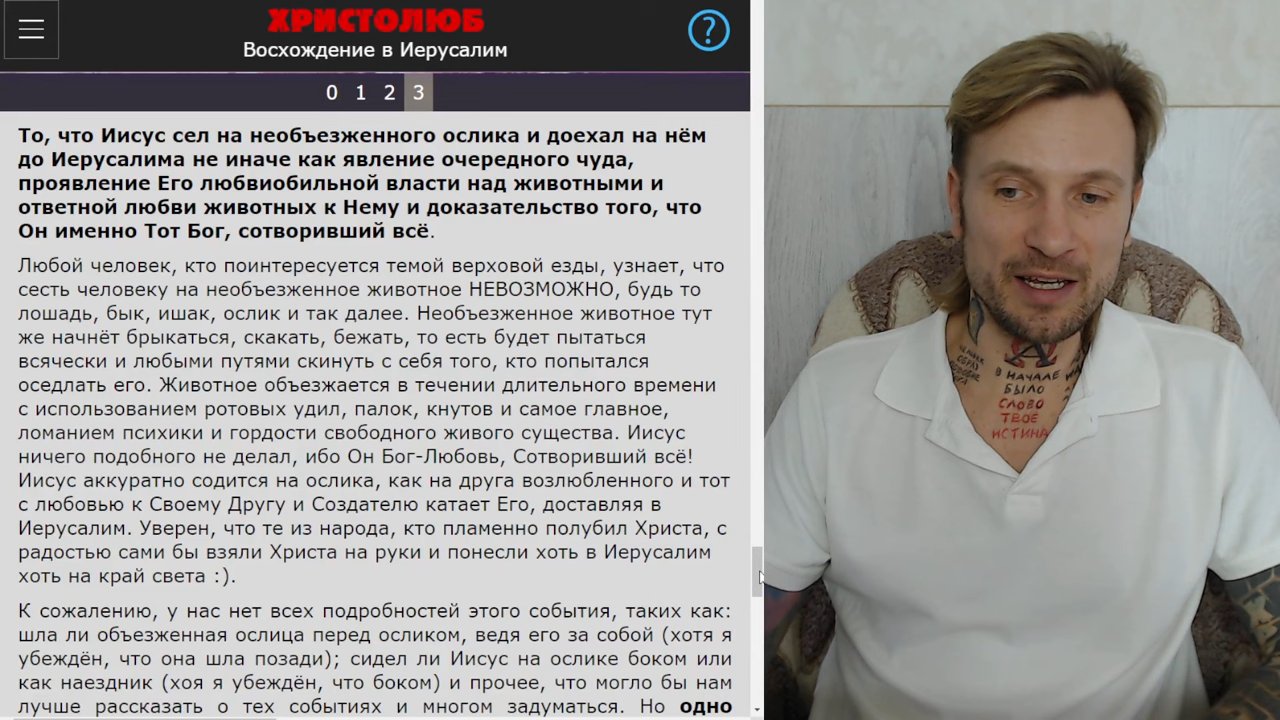 ХРИСТОЛЮБ
Восхождение в Иерусалим
0 1 2 3
То, что Иисус сел на необъезженного ослика и доехал на нём
до Иерусалима не иначе как явление очередного чуда,
проявление Его любвиобильной власти над животными и
ответной любви животных к Нему и доказательство того, что
Он именно Тот Бог, сотворивший всё.
Любой человек, кто поинтересуется темой верховой езды, узнает, что
сесть человеку на необъезженное животное НЕВОЗМОЖНО, будь то
лошадь, бык, ишак, ослик и так далее. Необъезженное животное тут
же начнёт брыкаться, скакать, бежать, то есть будет пытаться
всячески и любыми путями скинуть с себя того, кто попытался
оседлать его. Животное объезжается в течении длительного времени
с использованием ротовых удил, палок, кнутов и самое главное,
ломанием психики и гордости свободного живого существа. Иисус
ничего подобного не делал, ибо Он Бог-Любовь, Сотворивший всё!
Иисус аккуратно содится на ослика, как на друга возлюбленного и тот
с любовью к Своему Другу и Создателю катает Его, доставляя в
Иерусалим. Уверен, что те из народа, кто пламенно полубил Христа, с
радостью сами бы взяли Христа на руки и понесли хоть в Иерусалим
хоть на край света :).
К сожалению, у нас нет всех подробностей этого события, таких как:
шла ли объезженная ослица перед осликом, ведя его за собой (хотя я
убеждён, что она шла позади); сидел ли Иисус на ослике боком или
как наездник (хоя я убеждён, что боком) и прочее, что могло бы нам
лучше рассказать о тех событиях и многом задуматься. Но одно
В НАЧАЛЕ
БЫЛО
СЛОВО
ТВОЕ
ИСТИНА